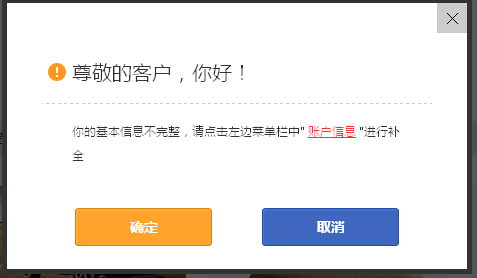 尊敬的客户，你好！
你的基本信息不完整，请点击左边菜单栏中" 账户信息 "进行补
全
确定
取消